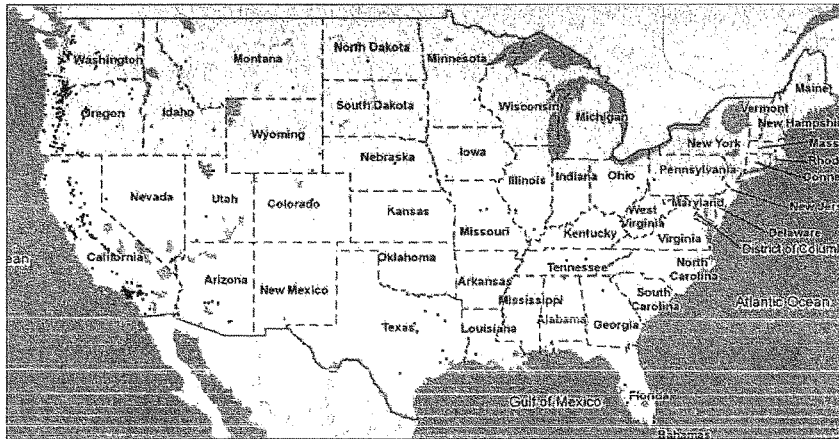 Washington
Montana
North Dakota
Minnesota
Maine
Oregon
Idaho
South Dakota
Wisconsin
Michigan
Vermont
New Hampshir
Wyoming
New York
Mass
Rhod
Nebraska
Iowa
Pennsylvania
Conne
Nevada
Utah
Colorado
Illinois
Indiana
Ohio
New Jers
Kansas
Missouri
West
Virginia
Maryland
Delaware
California
Kentucky
Virginia
District of Colum
ean
Arizona
New Mexico
Oklahoma
Arkansas
Tennessee
North
Carolina
Mississippi
Alabama
Georgia
South
Carolina
Atlantic Ocean
Texas
Louisiana
Florida
Gulf of Mexico
Bahamas